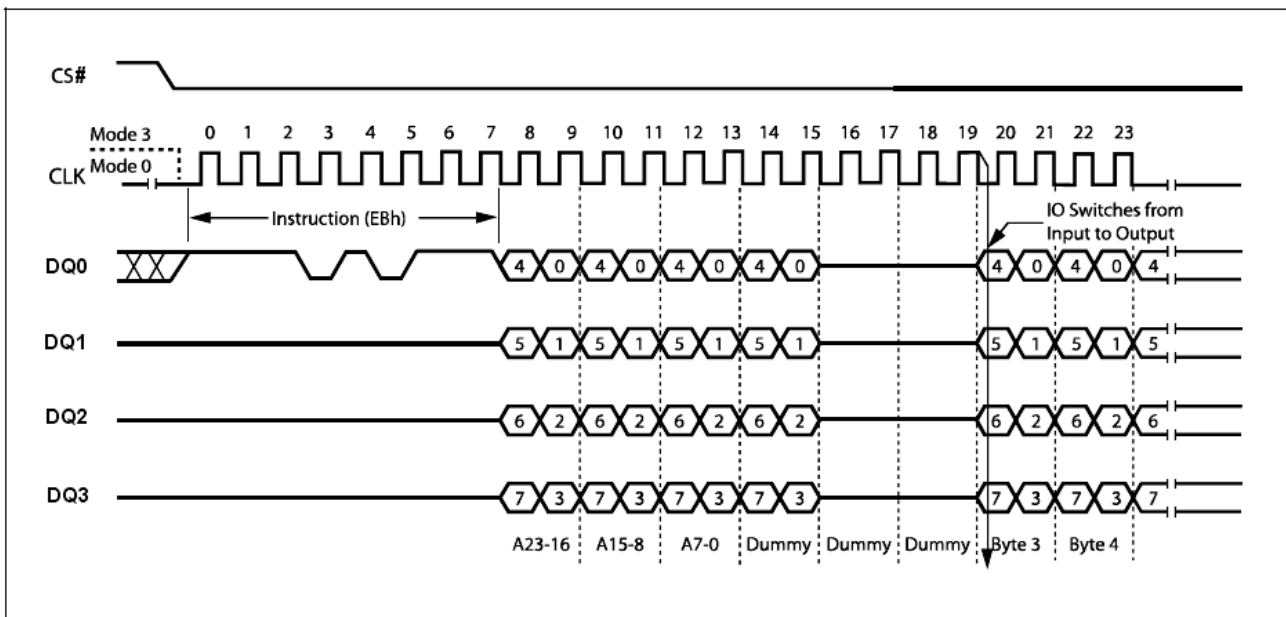 CS#
Mode 3
0 1 2 3 4 5 6 7 8 9 10 11 12 13 14 15 16 17 18 19 20 21 22 23
CLK Mode 0
Instruction (EBh)
IO Switches from
Input to Output
DQ0 4 0 4 0 4 0 4 0 4 0 4 0 4
DQ1 5 1 5 1 5 1 5 1 5 1 5 1 5
DQ2 6 2 6 2 6 2 6 2 6 2 6 2 6
DQ3 7 3 7 3 7 3 7 3 7 3 7 3 7
A23-16 A15-8 A7-0 Dummy Dummy Dummy Byte 3 Byte 4